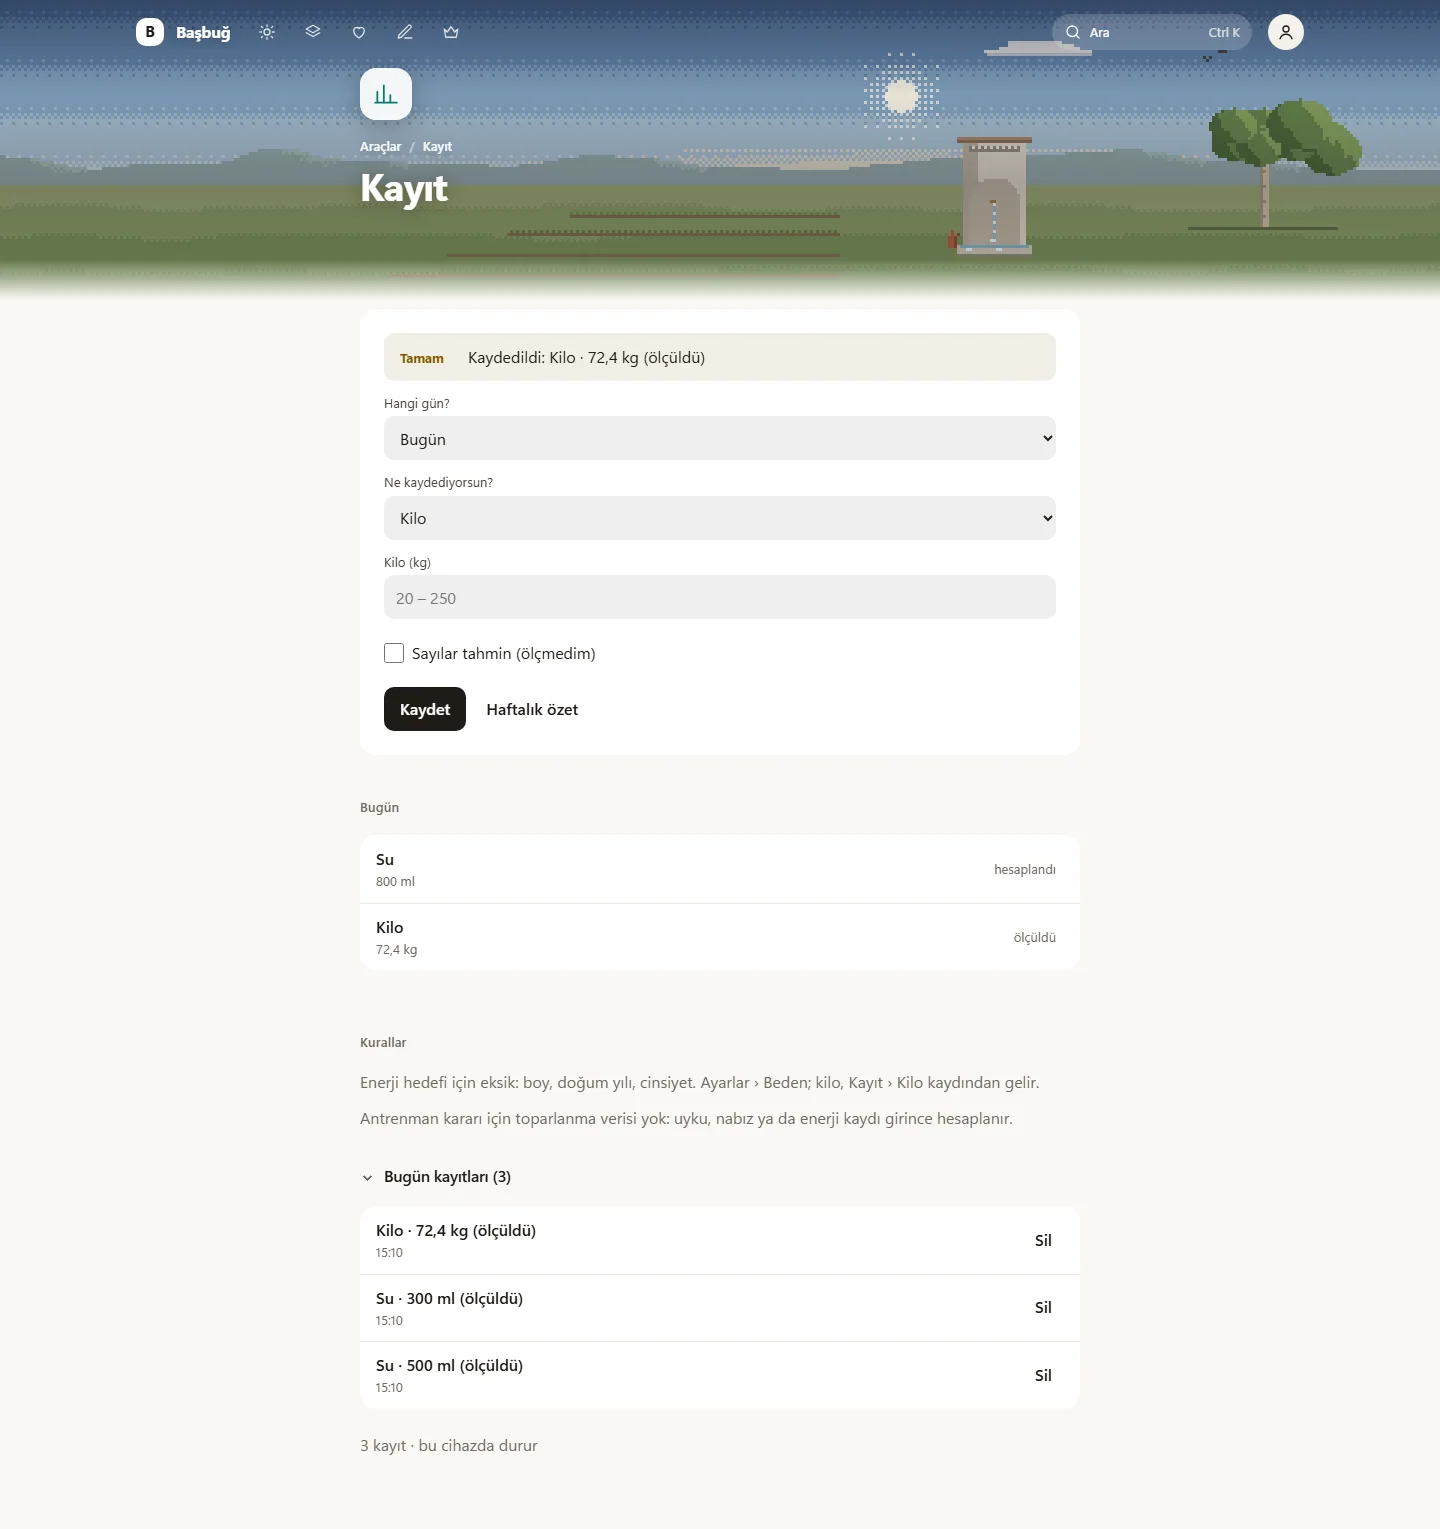 B Başbuğ
Ara Ctrl K
Araçlar / Kayıt
Kayıt
Tamam Kaydedildi: Kilo · 72,4 kg (ölçüldü)
Hangi gün?
Bugün
Ne kaydediyorsun?
Kilo
Kilo (kg)
20 – 250
Sayılar tahmin (ölçmedim)
Kaydet Haftalık özet
Bugün
Su
800 ml
hesaplandı
Kilo
72,4 kg
ölçüldü
Kurallar
Enerji hedefi için eksik: boy, doğum yılı, cinsiyet. Ayarlar › Beden; kilo, Kayıt › Kilo kaydından gelir.
Antrenman kararı için toparlanma verisi yok: uyku, nabız ya da enerji kaydı girince hesaplanır.
Bugün kayıtları (3)
Kilo · 72,4 kg (ölçüldü)
15:10
Sil
Su · 300 ml (ölçüldü)
15:10
Sil
Su · 500 ml (ölçüldü)
15:10
Sil
3 kayıt · bu cihazda durur